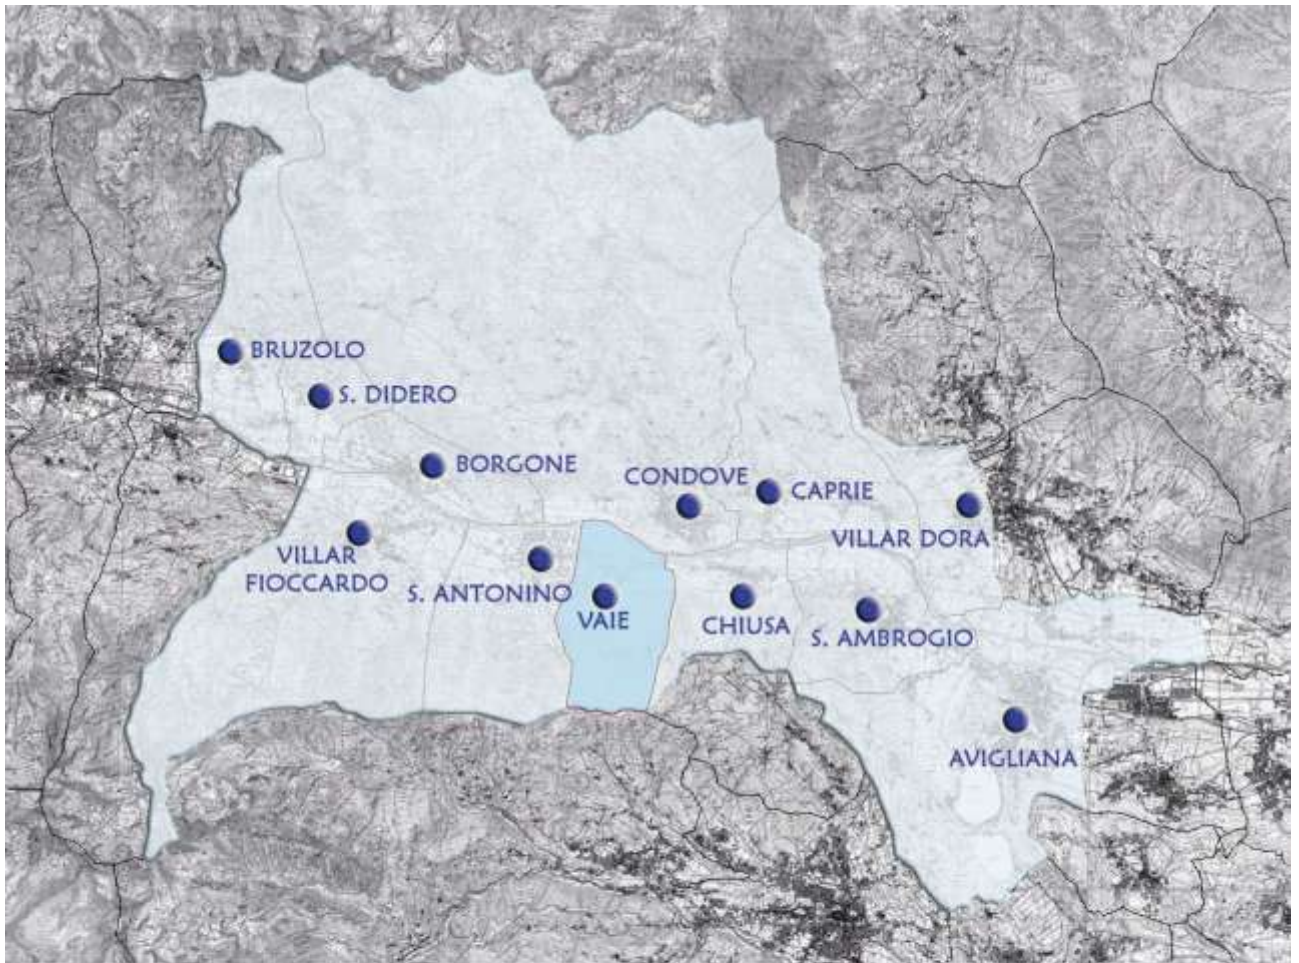 BRUZOLO
S. DIDERO
BORGONE
CONDOVE
CAPRIE
VILLAR DORA
VILLAR
FIOCCARDO
S. ANTONINO
VAIE
CHIUSA
S. AMBROGIO
AVIGLIANA